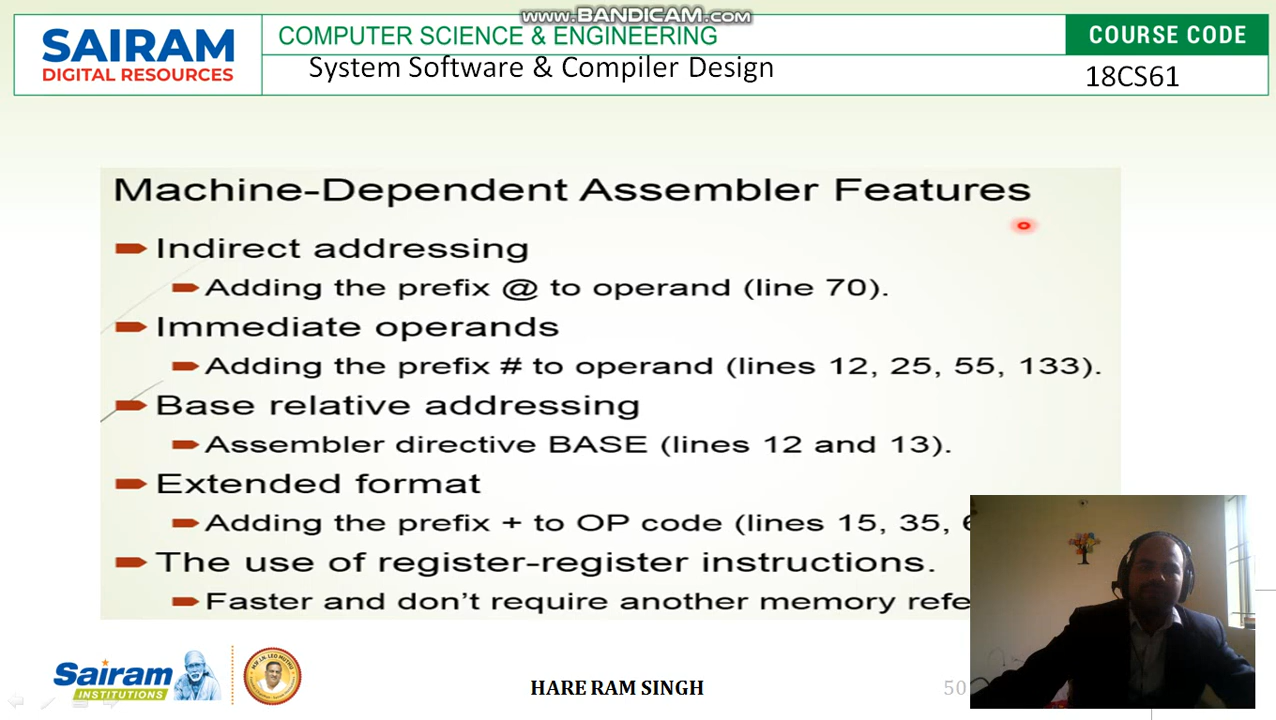 www.BANDICAM.com
SAIRAM
DIGITAL RESOURCES
COMPUTER SCIENCE & ENGINEERING
COURSE CODE
System Software & Compiler Design
18CS61
Machine-Dependent Assembler Features
Indirect addressing
Adding the prefix @ to operand (line 70).
Immediate operands
Adding the prefix # to operand (lines 12, 25, 55, 133).
Base relative addressing
Assembler directive BASE (lines 12 and 13).
Extended format
Adding the prefix + to OP code (lines 15, 35,
The use of register-register instructions.
Faster and don't require another memory
Sairam
INSTITUTIONS
HARE RAM SINGH
50